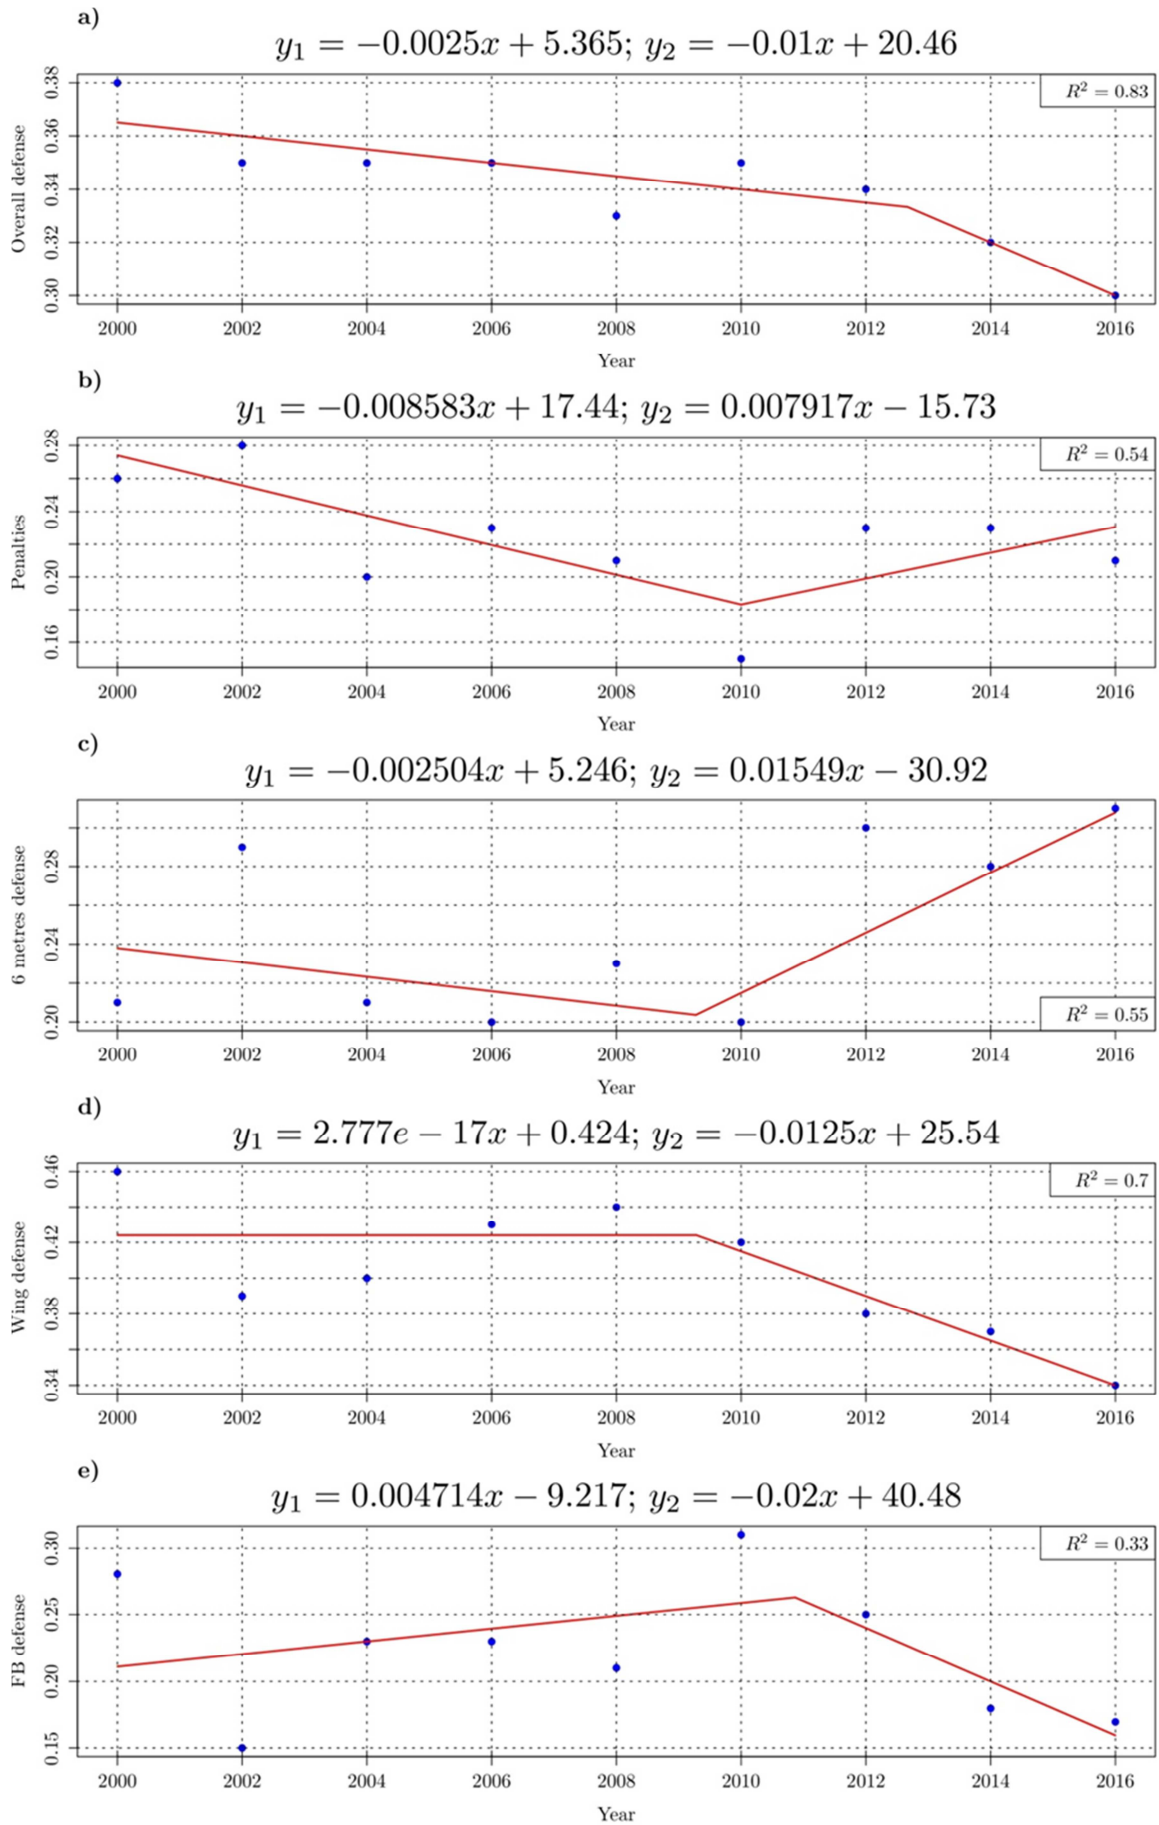 a)
y₁ = −0.0025x + 5.365; y₂ = −0.01x + 20.46
R² = 0.83
Overall defense
0.38
0.36
0.34
0.32
0.30
2000 2002 2004 2006 2008 2010 2012 2014 2016
Year
b)
y₁ = −0.008583x + 17.44; y₂ = 0.007917x − 15.73
R² = 0.54
Penalties
0.28
0.24
0.20
0.16
2000 2002 2004 2006 2008 2010 2012 2014 2016
Year
c)
y₁ = −0.002504x + 5.246; y₂ = 0.01549x − 30.92
6 metres defense
0.28
0.24
0.20
R² = 0.55
2000 2002 2004 2006 2008 2010 2012 2014 2016
Year
d)
y₁ = 2.777e − 17x + 0.424; y₂ = −0.0125x + 25.54
R² = 0.7
Wing defense
0.46
0.42
0.38
0.34
2000 2002 2004 2006 2008 2010 2012 2014 2016
Year
e)
y₁ = 0.004714x − 9.217; y₂ = −0.02x + 40.48
R² = 0.33
FB defense
0.30
0.25
0.20
0.15
2000 2002 2004 2006 2008 2010 2012 2014 2016
Year